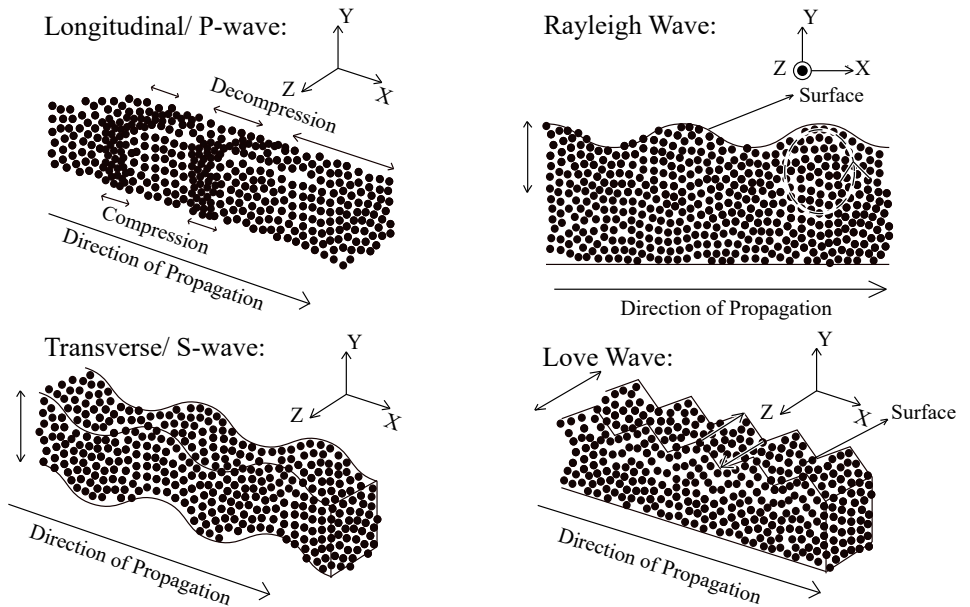 Longitudinal/ P-wave:
Y
Z
X
Decompression
Compression
Direction of Propagation
Rayleigh Wave:
Y
Z
X
Surface
Direction of Propagation
Transverse/ S-wave:
Y
Z
X
Direction of Propagation
Love Wave:
Y
Z
X
Surface
Direction of Propagation